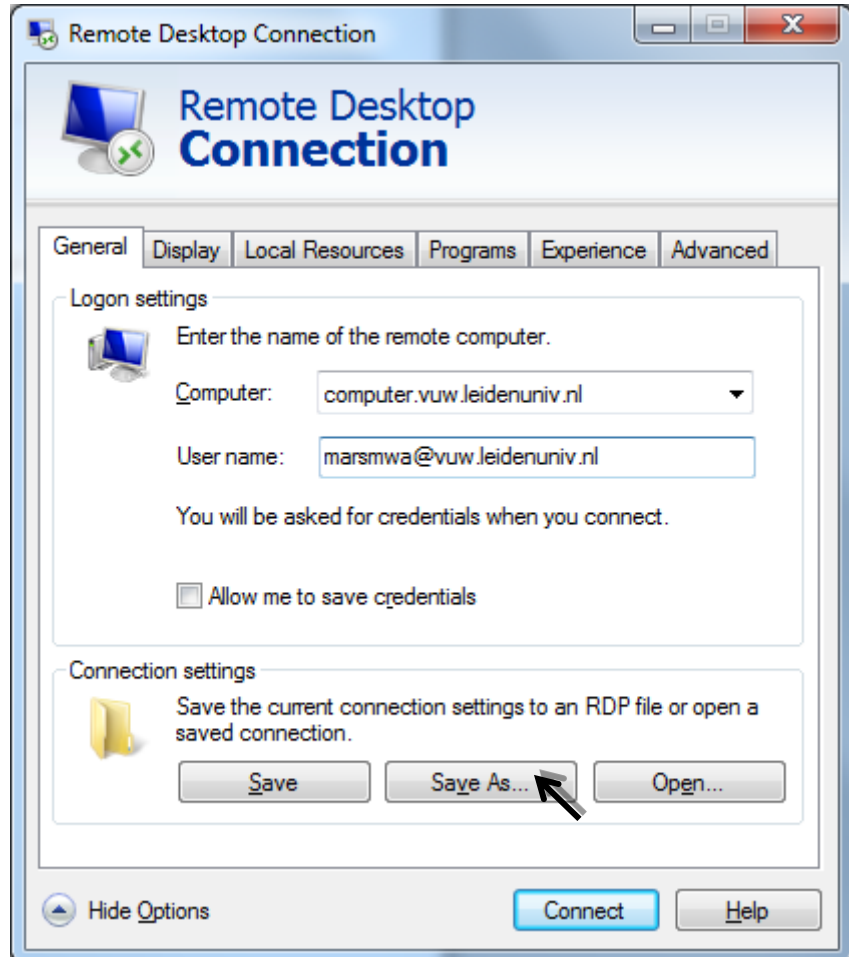 Remote Desktop Connection
Remote Desktop
Connection
General Display Local Resources Programs Experience Advanced
Logon settings
Enter the name of the remote computer.
Computer: computer.vuw.leidenuniv.nl
User name: marsmwa@vuw.leidenuniv.nl
You will be asked for credentials when you connect.
Allow me to save credentials
Connection settings
Save the current connection settings to an RDP file or open a
saved connection.
Save Save As... Open...
Hide Options Connect Help